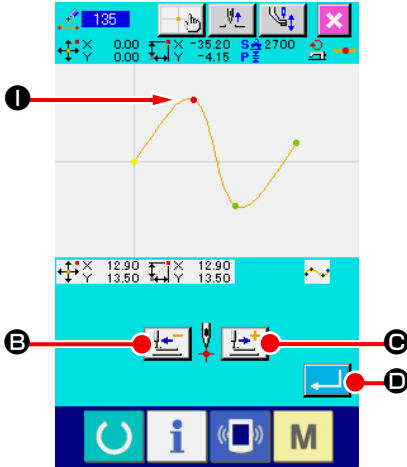 135
X 0.00 X -35.20 S 2700
Y 0.00 Y -4.15 P
I
X 12.90 X 12.90
Y 13.50 Y 13.50
B C
D
i M